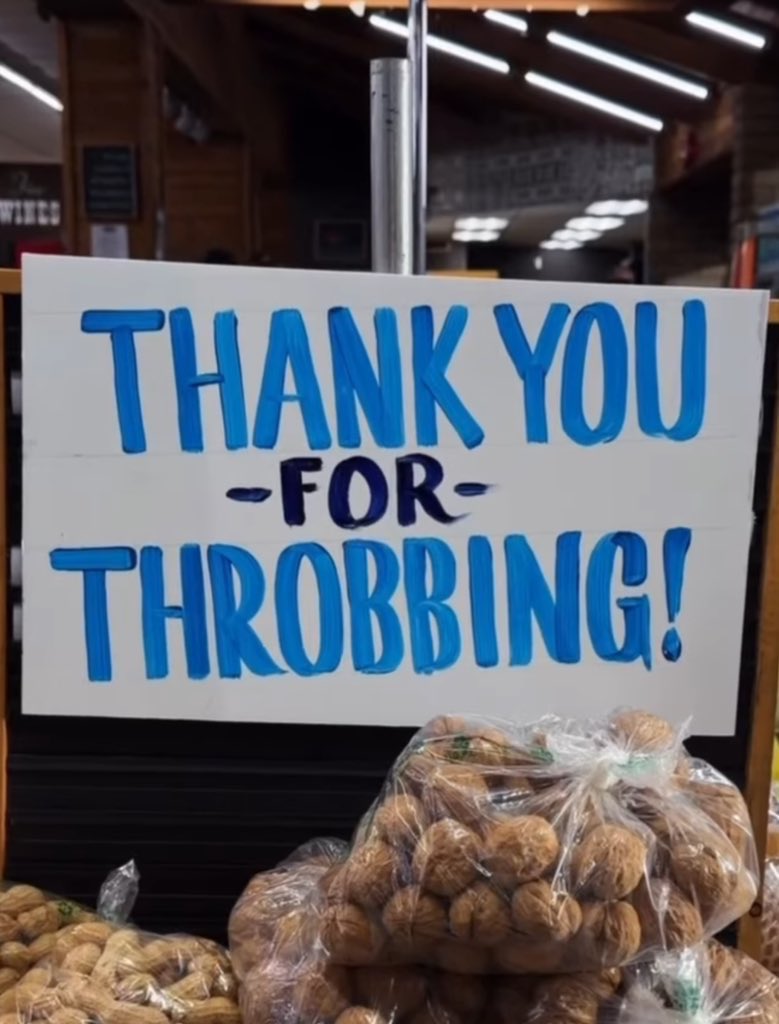 WINES
THANK YOU
-FOR-
THROBBING!